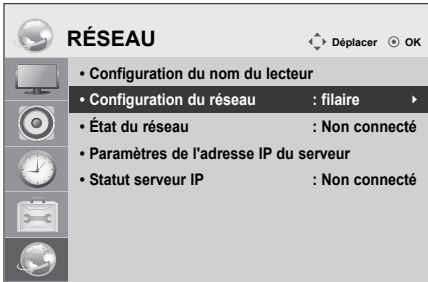 RÉSEAU
Déplacer OK
• Configuration du nom du lecteur
• Configuration du réseau : filaire
• État du réseau : Non connecté
• Paramètres de l'adresse IP du serveur
• Statut serveur IP : Non connecté